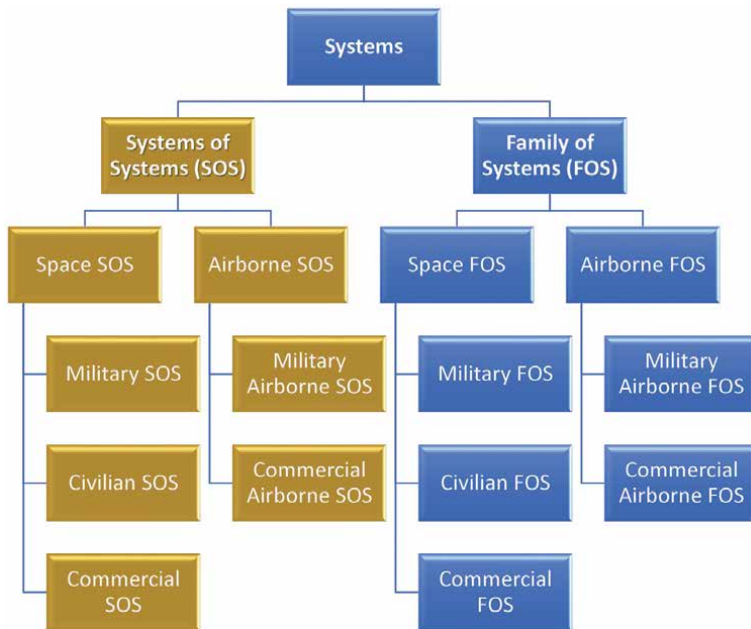 Systems
Systems of
Systems (SOS)
Family of
Systems (FOS)
Space SOS
Airborne SOS
Space FOS
Airborne FOS
Military SOS
Military
Airborne SOS
Military FOS
Military
Airborne FOS
Civilian SOS
Commercial
Airborne SOS
Civilian FOS
Commercial
Airborne FOS
Commercial
SOS
Commercial
FOS